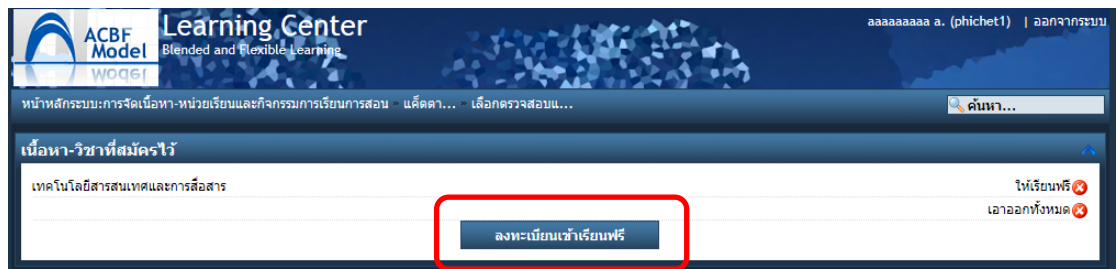 ACBF
Model
Learning Center
Blended and Flexible Learning
aaaaaaaaa a. (phichet1) | ออกจากระบบ
หน้าหลักระบบ:การจัดเนื้อหา-หน่วยเรียนและกิจกรรมการเรียนการสอน » แค็ตตา... » เลือกตรวจสอบแ...
ค้นหา...
เนื้อหา-วิชาที่สมัครไว้
เทคโนโลยีสารสนเทศและการสื่อสาร
ให้เรียนฟรี
เอาออกทั้งหมด
ลงทะเบียนเข้าเรียนฟรี